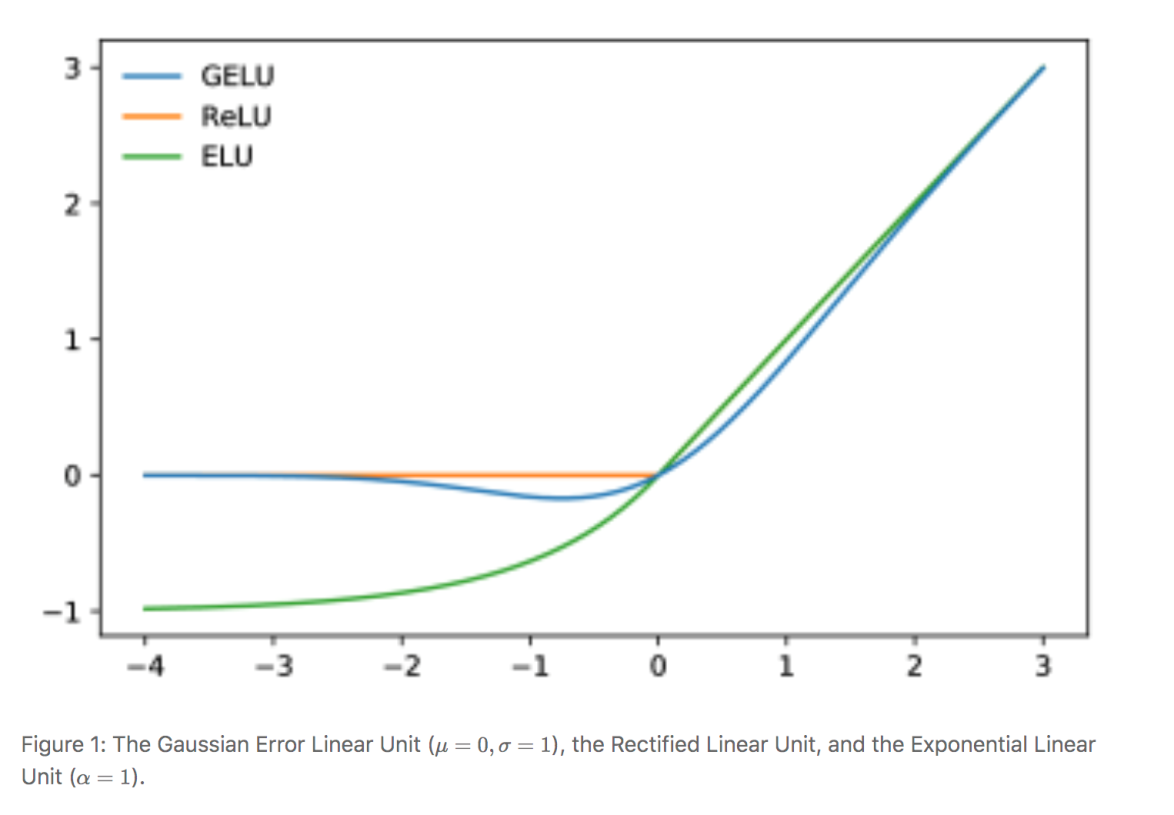 3
GELU
ReLU
ELU
2
1
0
−1
−4 −3 −2 −1 0 1 2 3
Figure 1: The Gaussian Error Linear Unit (μ = 0, σ = 1), the Rectified Linear Unit, and the Exponential Linear
Unit (α = 1).